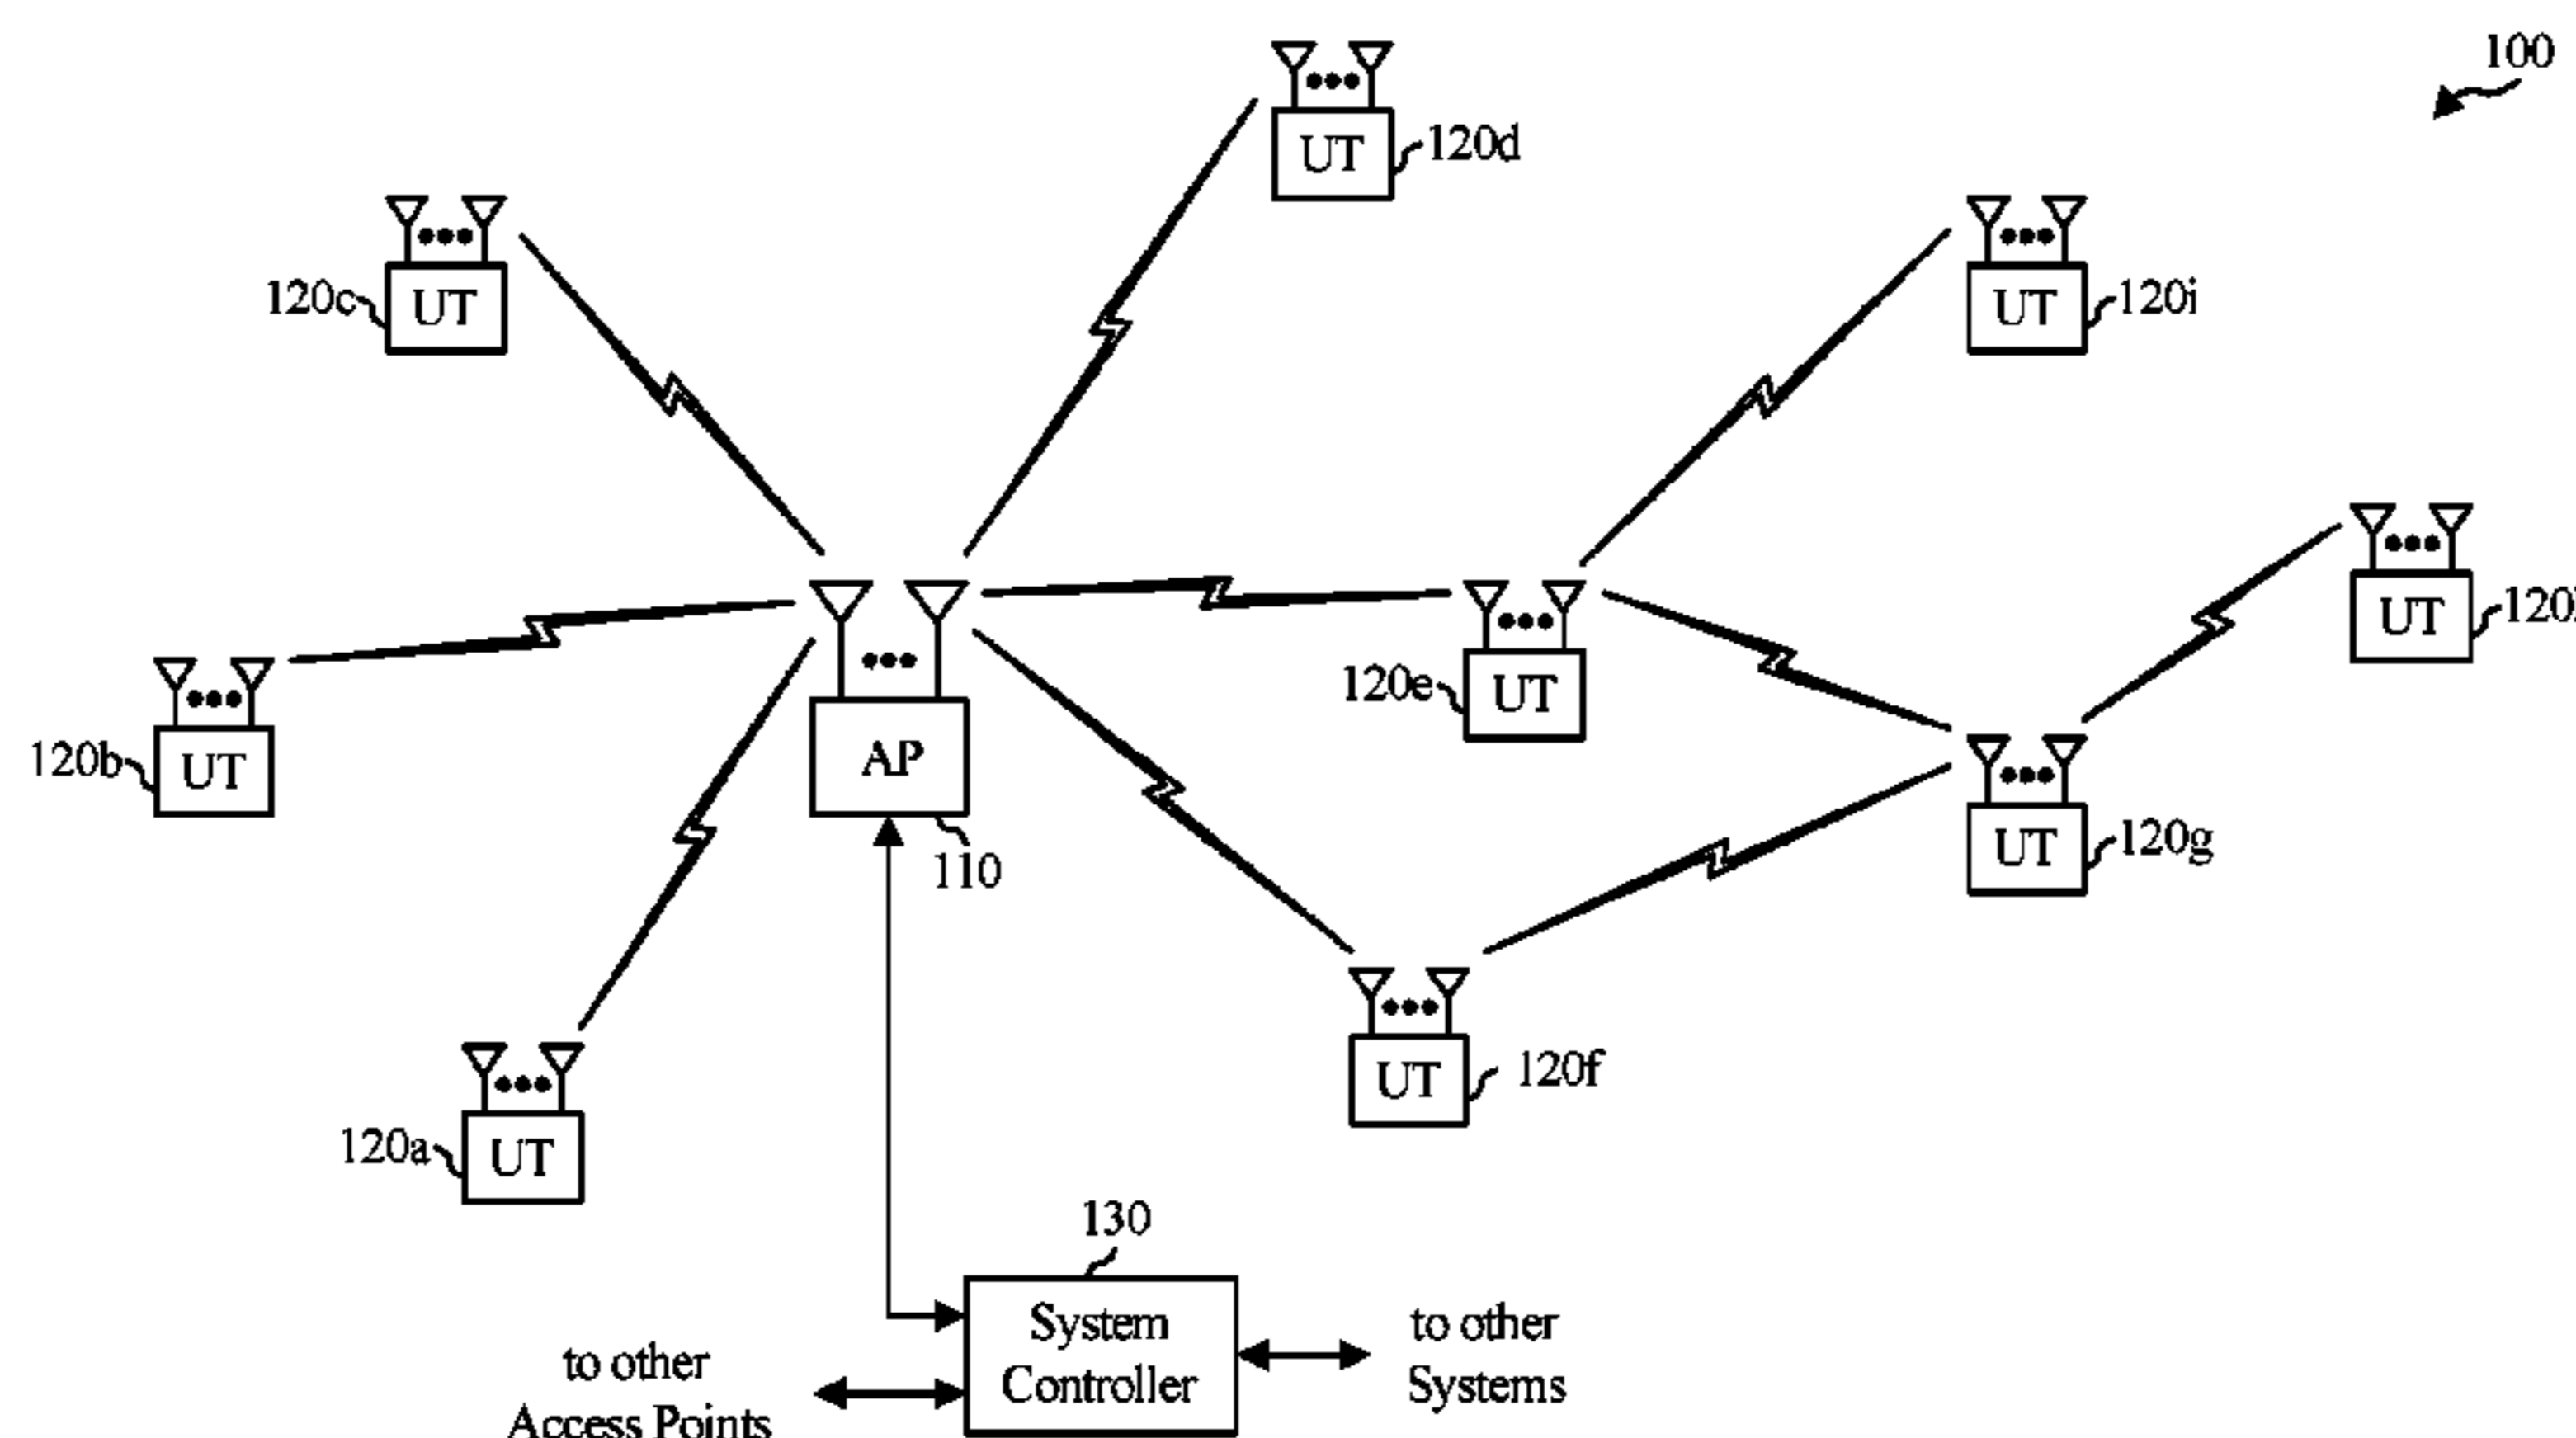 100
UT
120d
120c
UT
UT
120i
UT
120b
UT
AP
110
120e
UT
UT
120g
120a
UT
UT
120f
130
System
Controller
to other
Access Points
to other
Systems